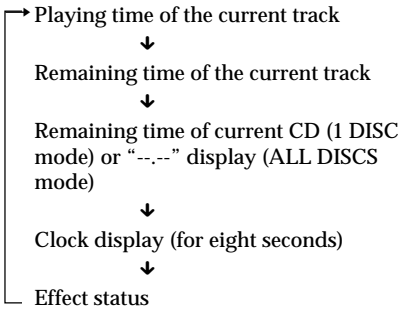 Playing time of the current track
Remaining time of the current track
Remaining time of current CD (1 DISC
mode) or “--.--” display (ALL DISCS
mode)
Clock display (for eight seconds)
Effect status